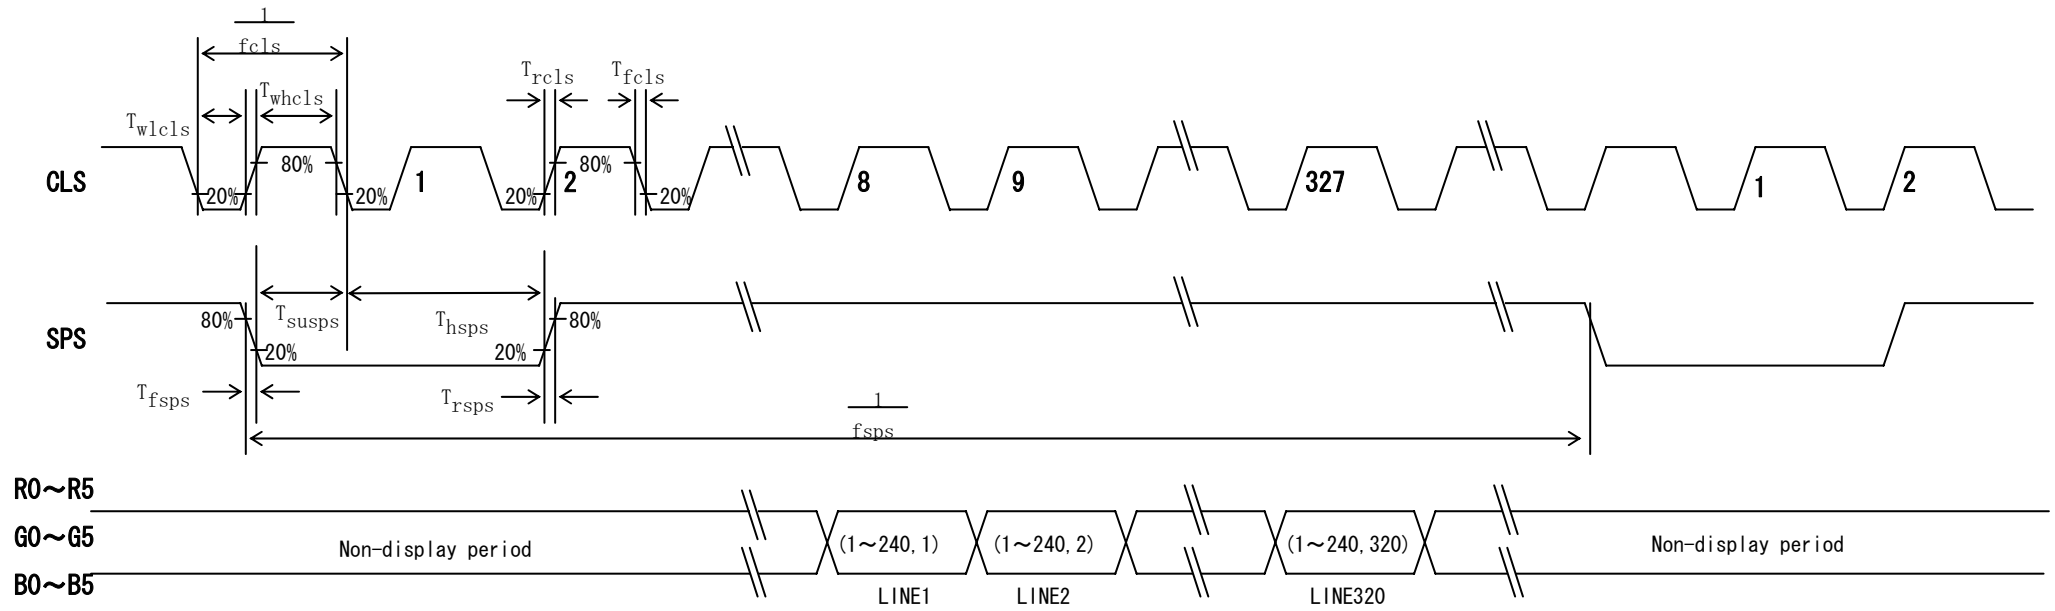 1
fcls
Twhcls
Twlcls
Trcls
Tfcls
CLS
20%
80%
20%
1
20%
2
80%
20%
8
9
327
1
2
SPS
80%
20%
Tsusps
Thsps
20%
80%
Tfsps
Trsps
1
fsps
R0～R5
G0～G5
B0～B5
Non-display period
(1～240,1)
(1～240,2)
(1～240,320)
Non-display period
LINE1
LINE2
LINE320